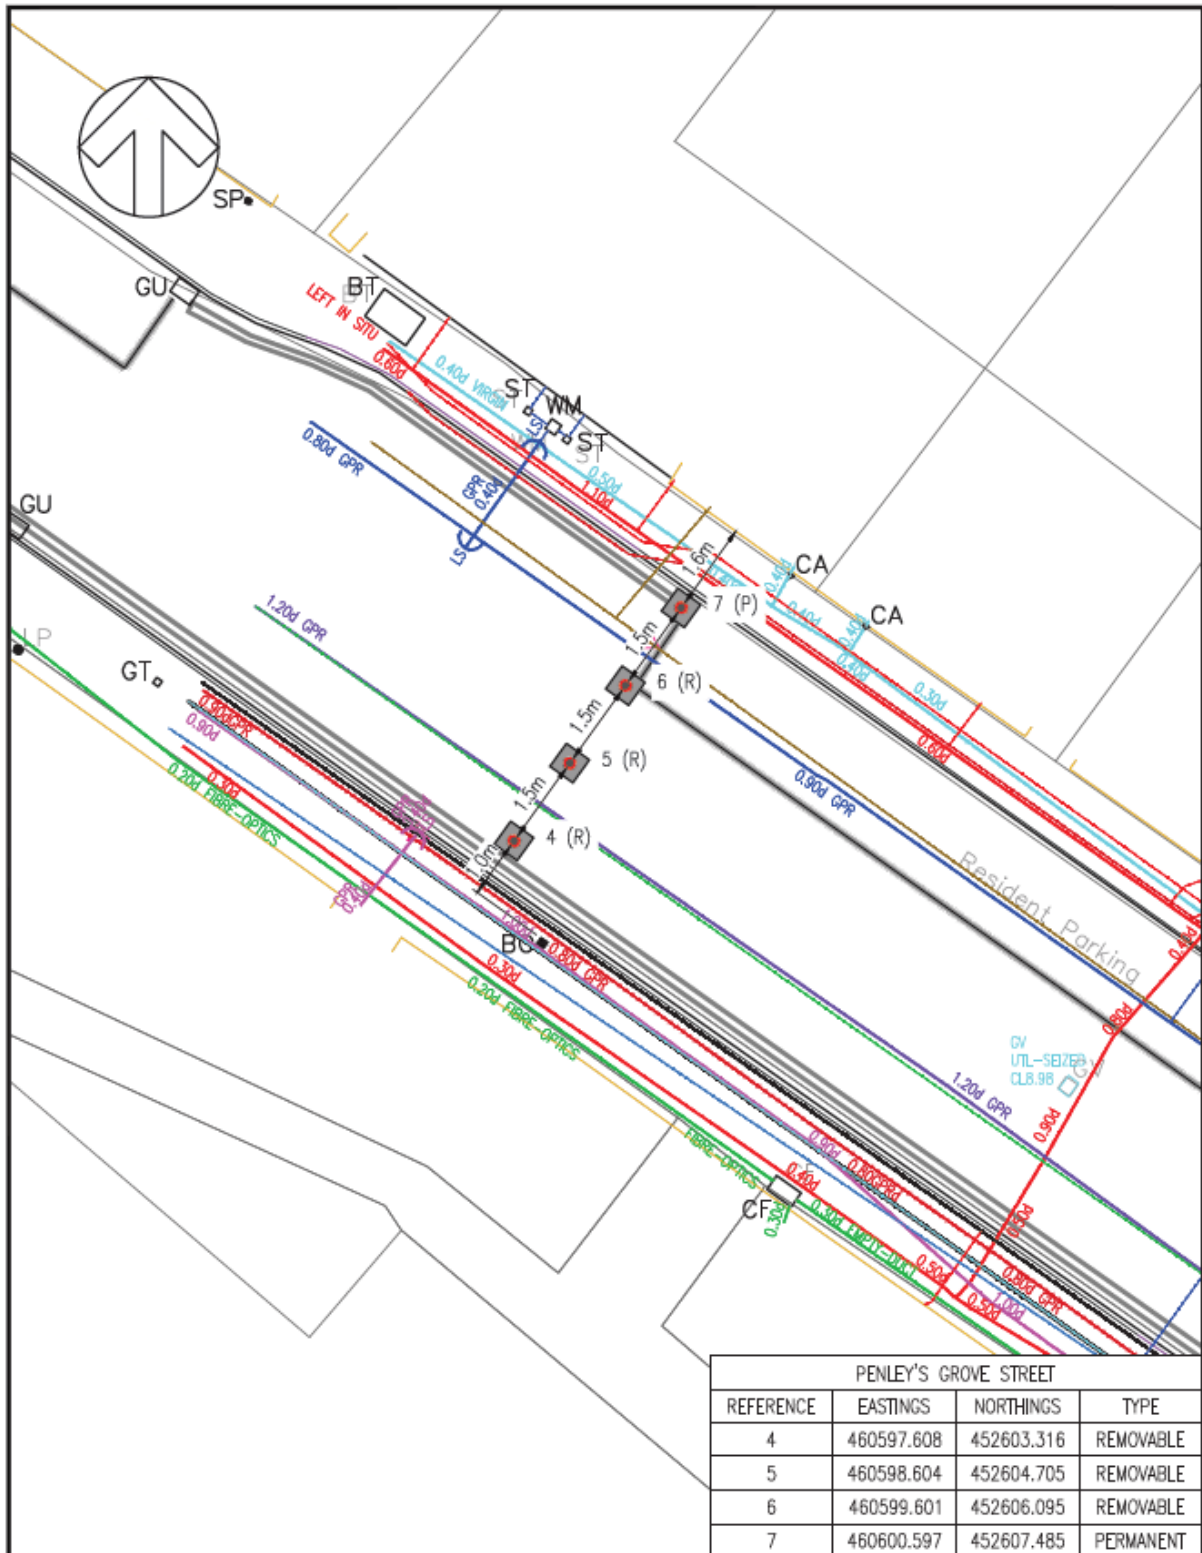 SP
GU
BT
LEFT IN SITU
0.60d
0.40d VIRGIN
ST
WM
ST
LS
0.80d GPR
GPR
0.40d
LS
0.50d
1.10d
GU
1.6m
0.40d
CA
7 (P)
0.40d
0.40d
CA
0.40d
1.20d GPR
1.5m
LP
GT
6 (R)
0.30d
0.60d
0.90dGPR
0.90d
1.5m
5 (R)
0.30d
0.20d FIBRE-OPTICS
0.90d GPR
1.5m
4 (R)
1.0m
GPR
0.40d
Resident Parking
1.00d
BO
0.80d GPR
0.30d
0.20d FIBRE-OPTICS
0.40d
0.80d
GV
UTL-SEIZED
CL8.98
GV
1.20d GPR
0.90d
0.90d
0.80GPRd
FIBRE-OPTICS
0.40d
CF
0.30d
0.30d EMPTY-DUCT
0.50d
0.50d
0.80d GPR
0.50d
1.00d
PENLEY'S GROVE STREET
REFERENCE EASTINGS NORTHINGS TYPE
4 460597.608 452603.316 REMOVABLE
5 460598.604 452604.705 REMOVABLE
6 460599.601 452606.095 REMOVABLE
7 460600.597 452607.485 PERMANENT